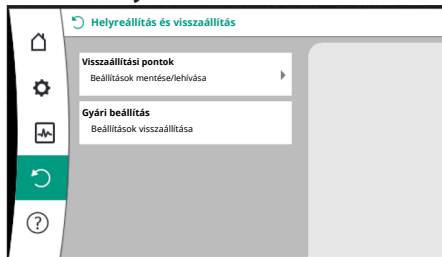 Helyreállítás és visszaállítás
Visszaállítási pontok
Beállítások mentése/lehívása
Gyári beállítás
Beállítások visszaállítása
?